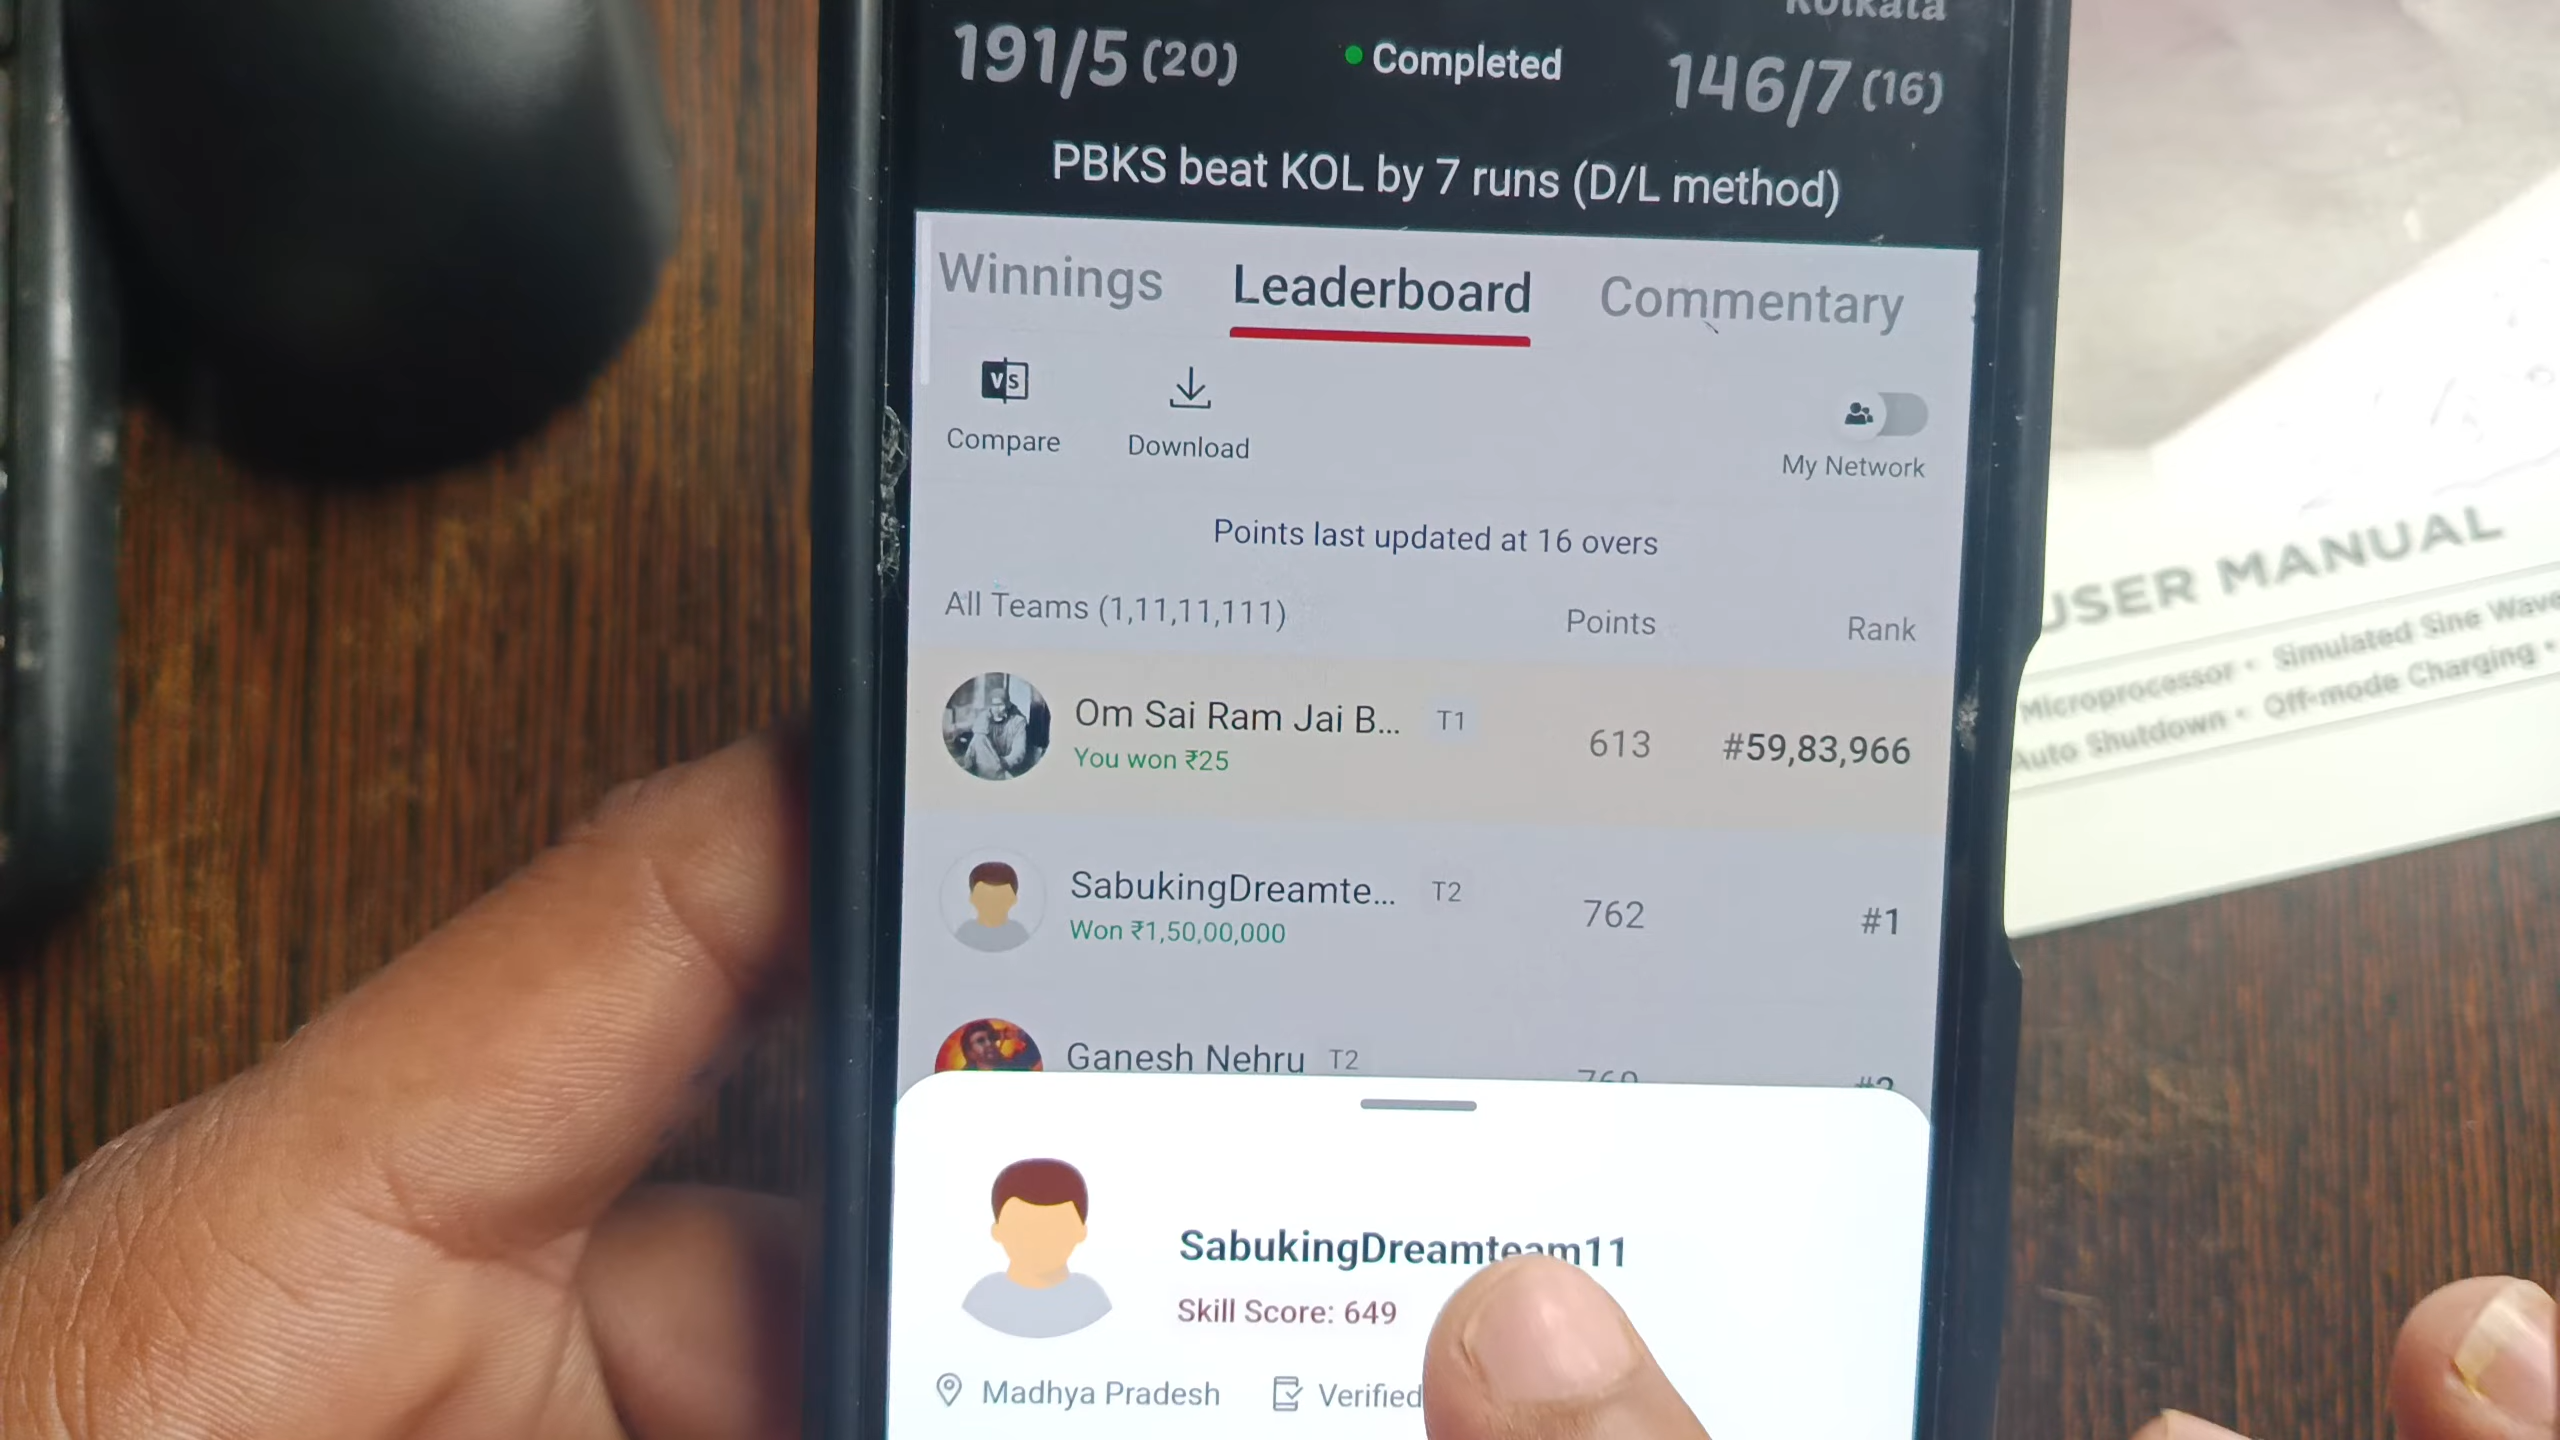 Kolkata
191/5 (20)
Completed
146/7 (16)
PBKS beat KOL by 7 runs (D/L method)
Winnings
Leaderboard
Commentary
VS
Compare
Download
My Network
Points last updated at 16 overs
All Teams (1,11,11,111)
Points
Rank
Om Sai Ram Jai B... T1
You won ₹25
613
#59,83,966
SabukingDreamte... T2
Won ₹1,50,00,000
762
#1
Ganesh Nehru T2
SabukingDreamteam11
Skill Score: 649
Madhya Pradesh
Verified
USER MANUAL
Microprocessor • Simulated Sine Wave
Auto Shutdown • Off-mode Charging •